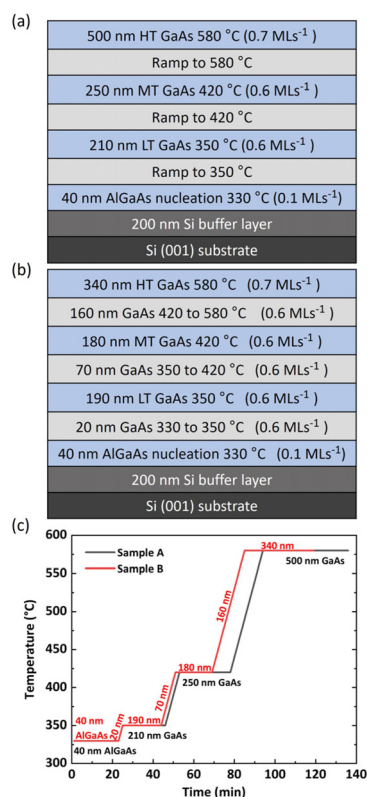 (a)
500 nm HT GaAs 580 °C (0.7 MLs⁻¹)
Ramp to 580 °C
250 nm MT GaAs 420 °C (0.6 MLs⁻¹ )
Ramp to 420 °C
210 nm LT GaAs 350 °C (0.6 MLs⁻¹ )
Ramp to 350 °C
40 nm AlGaAs nucleation 330 °C (0.1 MLs⁻¹)
200 nm Si buffer layer
Si (001) substrate
(b)
340 nm HT GaAs 580 °C (0.7 MLs⁻¹ )
160 nm GaAs 420 to 580 °C (0.6 MLs⁻¹ )
180 nm MT GaAs 420 °C (0.6 MLs⁻¹ )
70 nm GaAs 350 to 420 °C (0.6 MLs⁻¹ )
190 nm LT GaAs 350 °C (0.6 MLs⁻¹ )
20 nm GaAs 330 to 350 °C (0.6 MLs⁻¹ )
40 nm AlGaAs nucleation 330 °C (0.1 MLs⁻¹)
200 nm Si buffer layer
Si (001) substrate
(c)
600
550
500
450
400
350
300
Temperature (°C)
Sample A
Sample B
340 nm
500 nm GaAs
160 nm
180 nm
250 nm GaAs
70 nm
190 nm
210 nm GaAs
20 nm
40 nm
AlGaAs
40 nm AlGaAs
0 20 40 60 80 100 120 140
Time (min)